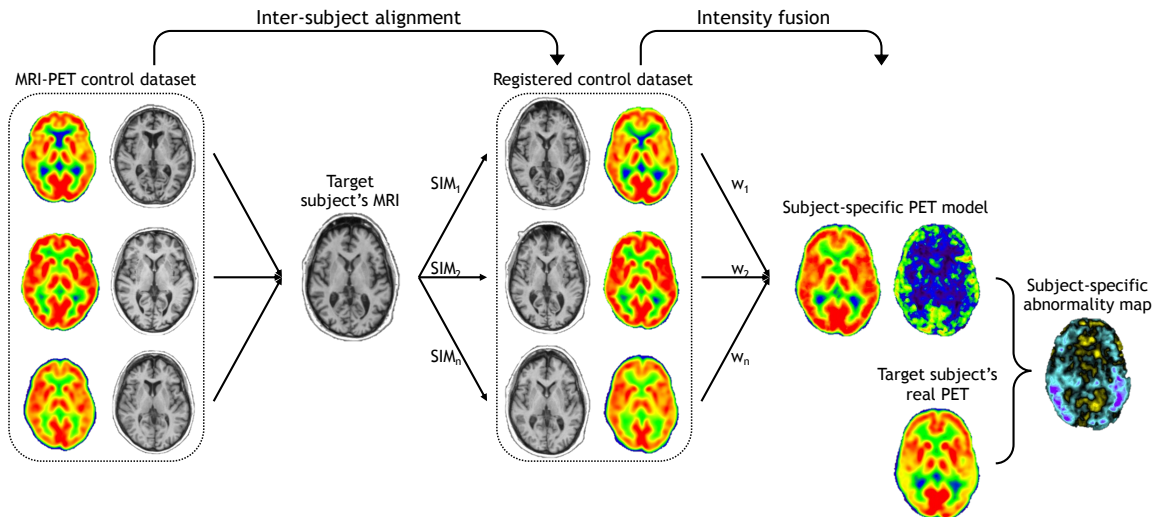 Inter-subject alignment
Intensity fusion
MRI-PET control dataset
Registered control dataset
Target
subject's MRI
SIM₁
SIM₂
SIMₙ
w₁
w₂
wₙ
Subject-specific PET model
Target subject's
real PET
Subject-specific
abnormality map